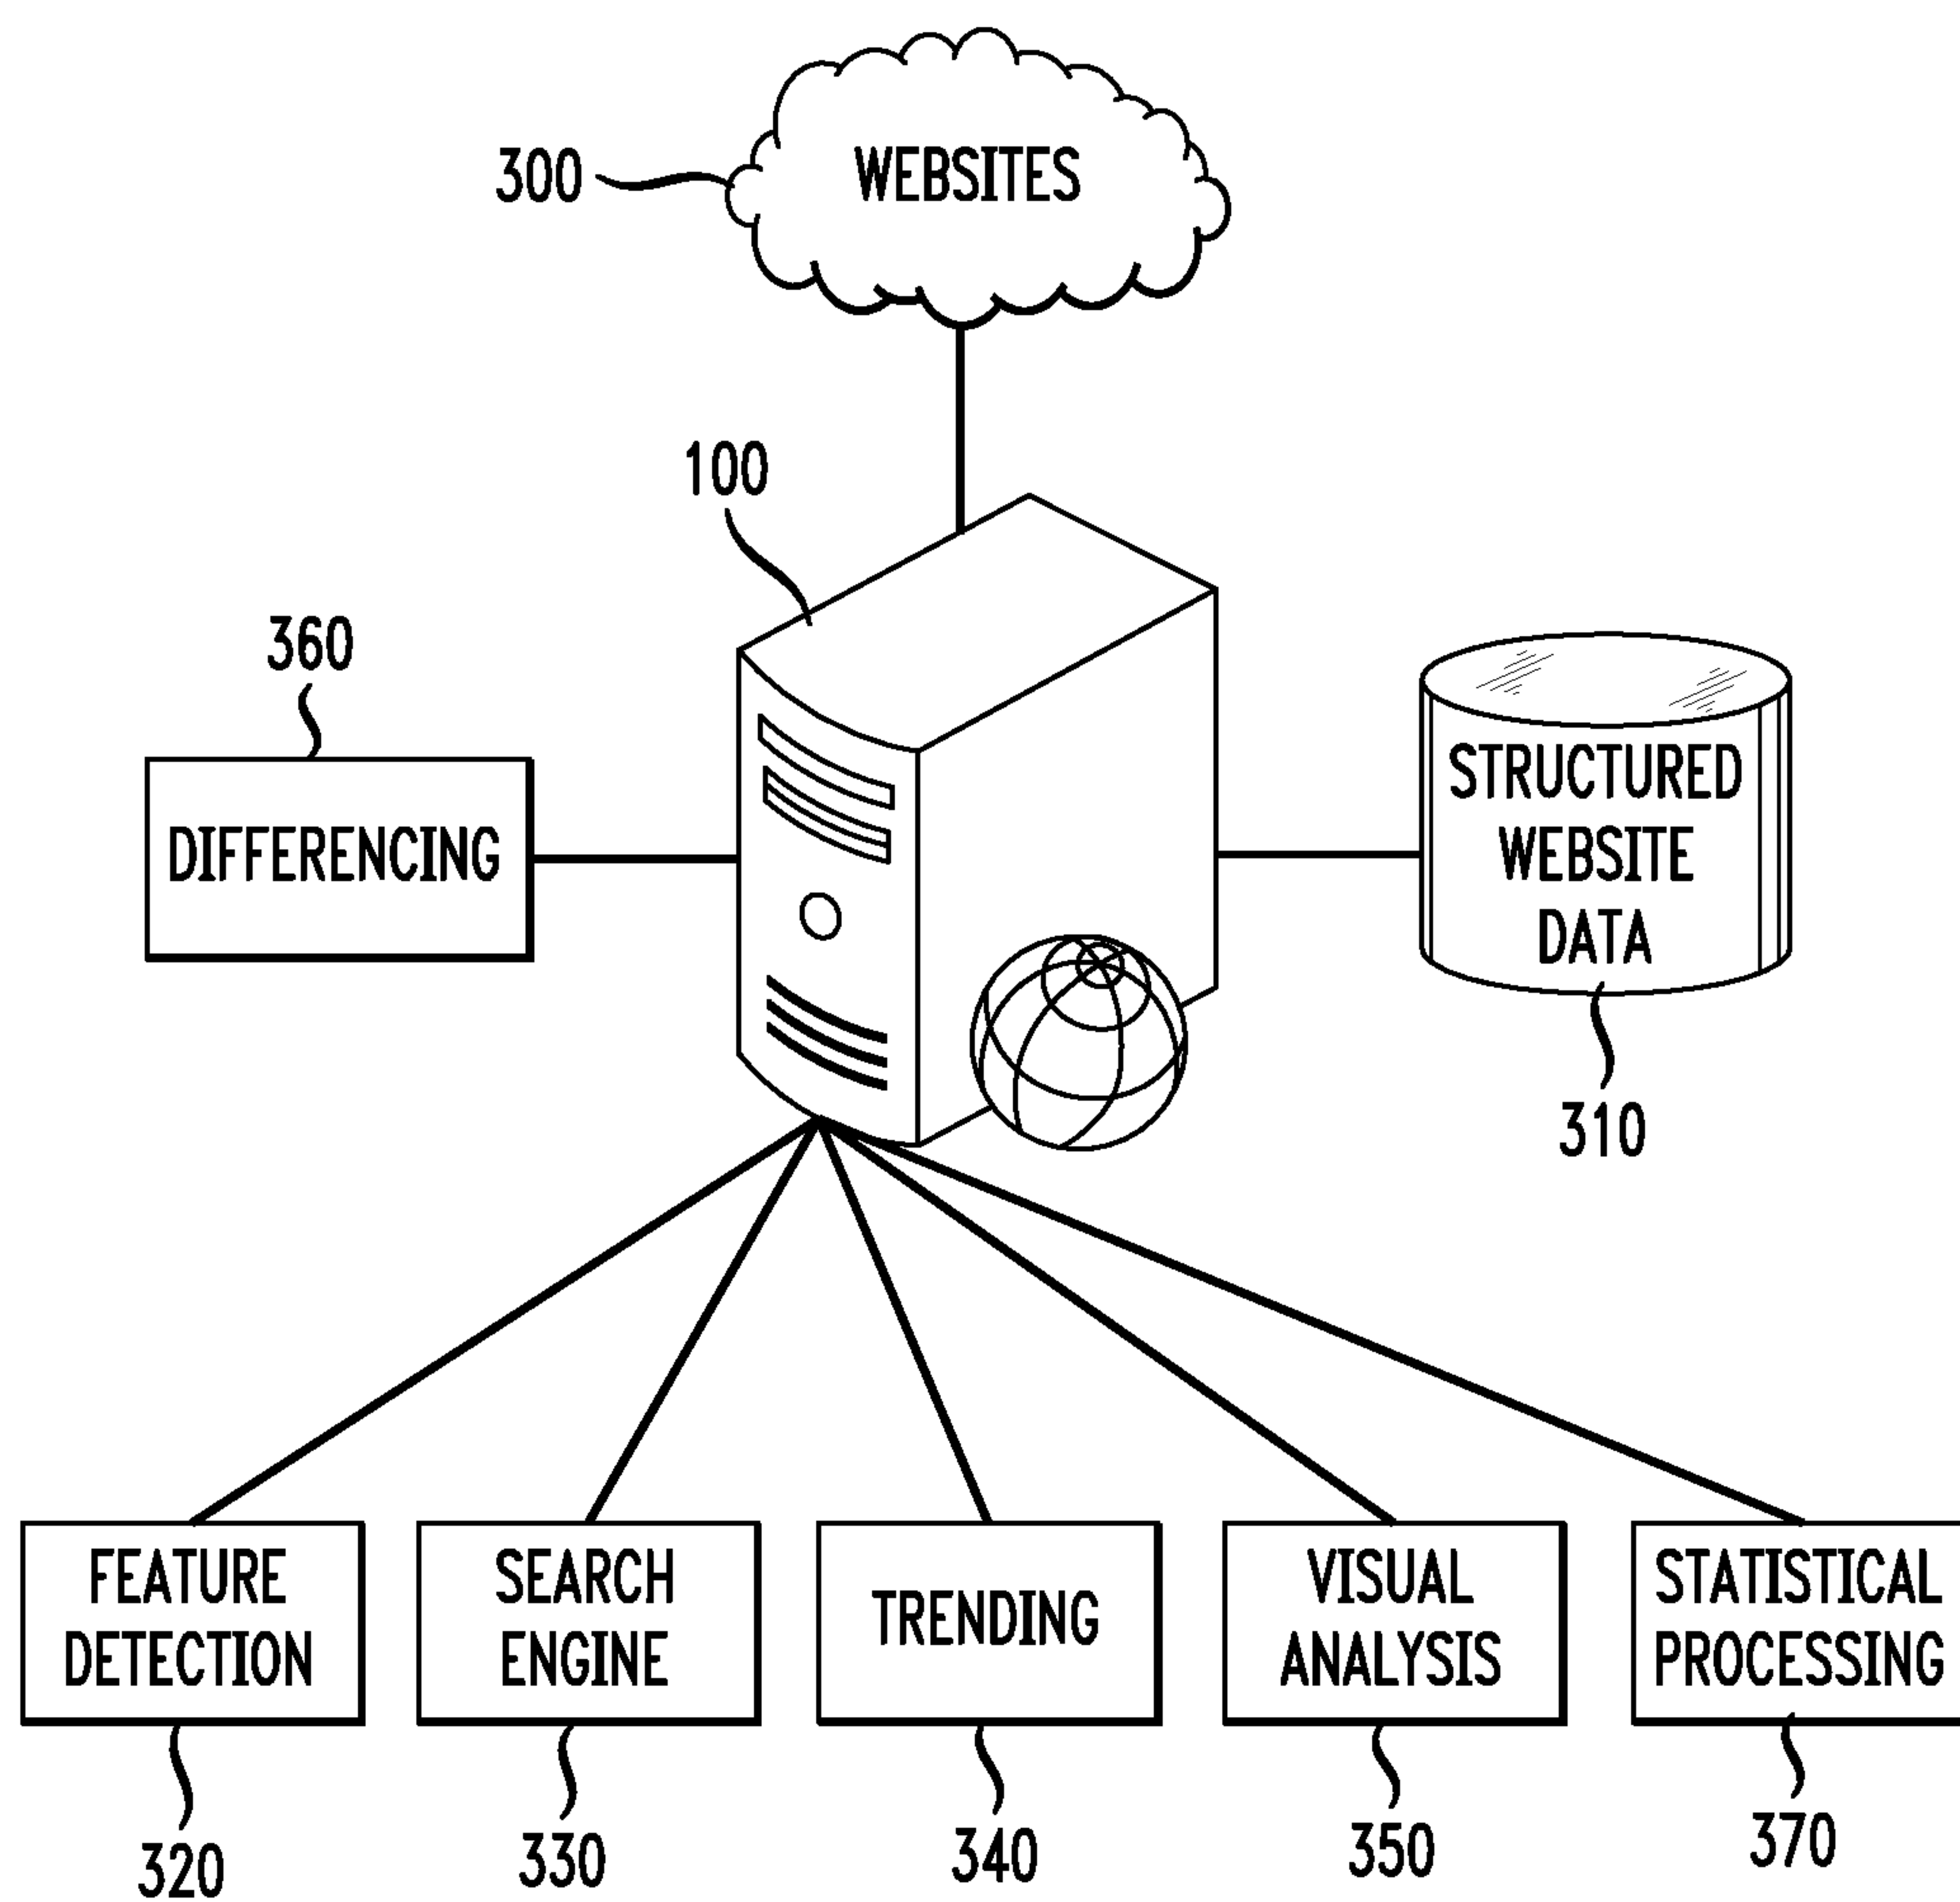 WEBSITES
300
100
360
DIFFERENCING
STRUCTURED
WEBSITE
DATA
310
FEATURE
DETECTION
SEARCH
ENGINE
TRENDING
VISUAL
ANALYSIS
STATISTICAL
PROCESSING
320
330
340
350
370